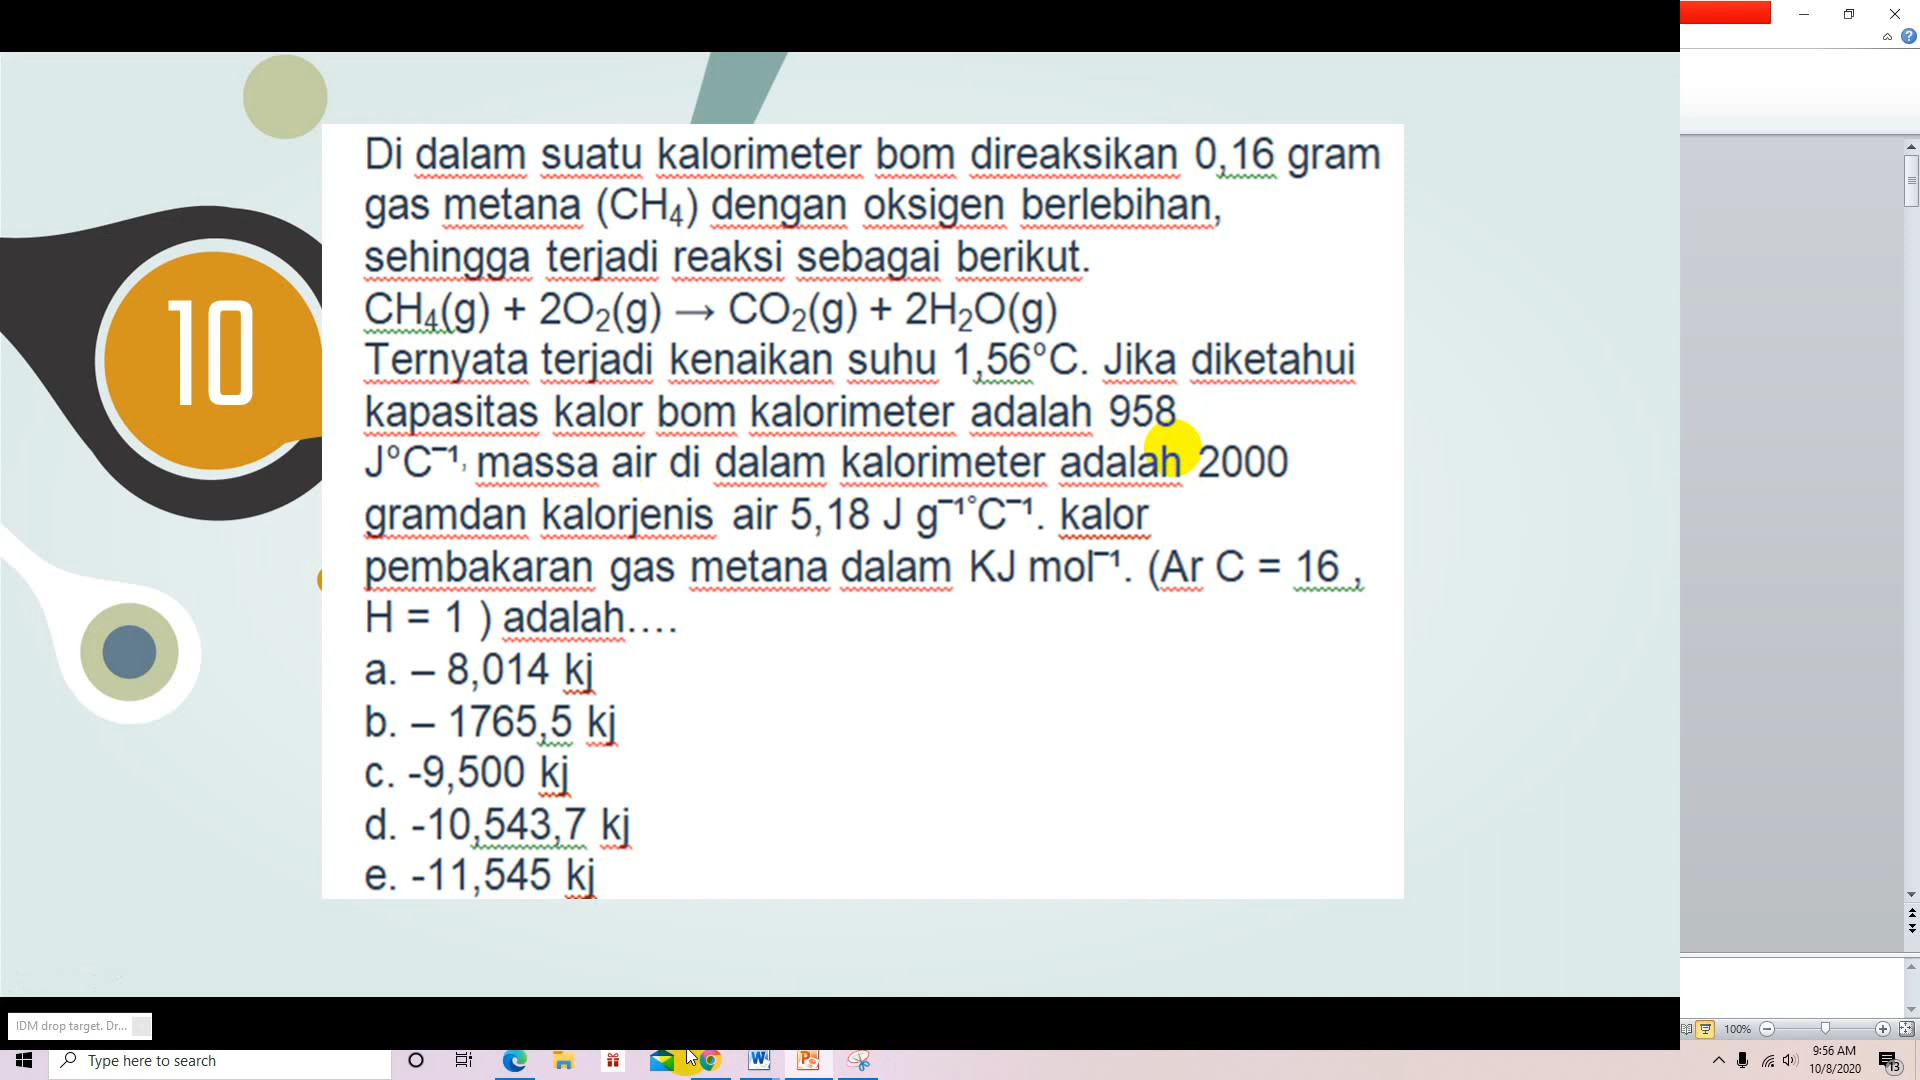 10
Di dalam suatu kalorimeter bom direaksikan 0,16 gram
gas metana (CH₄) dengan oksigen berlebihan,
sehingga terjadi reaksi sebagai berikut.
CH₄(g) + 2O₂(g) → CO₂(g) + 2H₂O(g)
Ternyata terjadi kenaikan suhu 1,56°C. Jika diketahui
kapasitas kalor bom kalorimeter adalah 958
J°C⁻¹, massa air di dalam kalorimeter adalah 2000
gramdan kalorjenis air 5,18 J g⁻¹°C⁻¹. kalor
pembakaran gas metana dalam KJ mol⁻¹. (Ar C = 16 ,
H = 1 ) adalah....
a. – 8,014 kj
b. – 1765,5 kj
c. -9,500 kj
d. -10,543,7 kj
e. -11,545 kj
IDM drop target. Dr...
100%
Type here to search
9:56 AM
10/8/2020
13